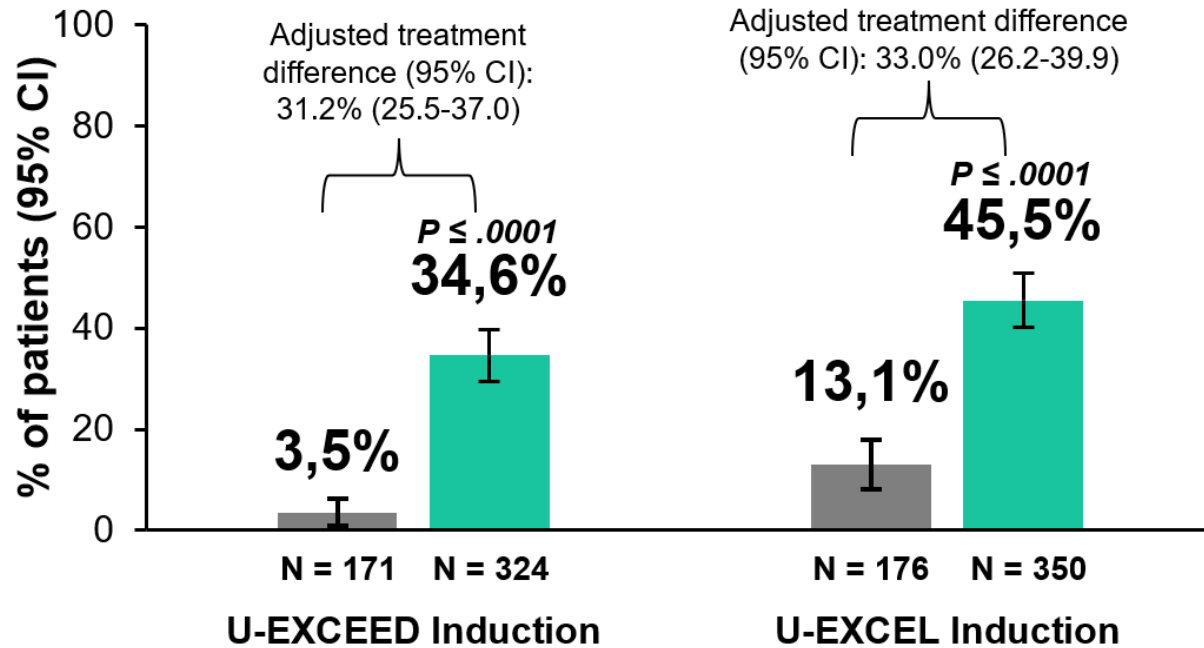 % of patients (95% CI)
100
80
60
40
20
0
Adjusted treatment
difference (95% CI):
31.2% (25.5-37.0)
P ≤ .0001
34,6%
3,5%
N = 171
N = 324
U-EXCEED Induction
Adjusted treatment difference
(95% CI): 33.0% (26.2-39.9)
P ≤ .0001
45,5%
13,1%
N = 176
N = 350
U-EXCEL Induction